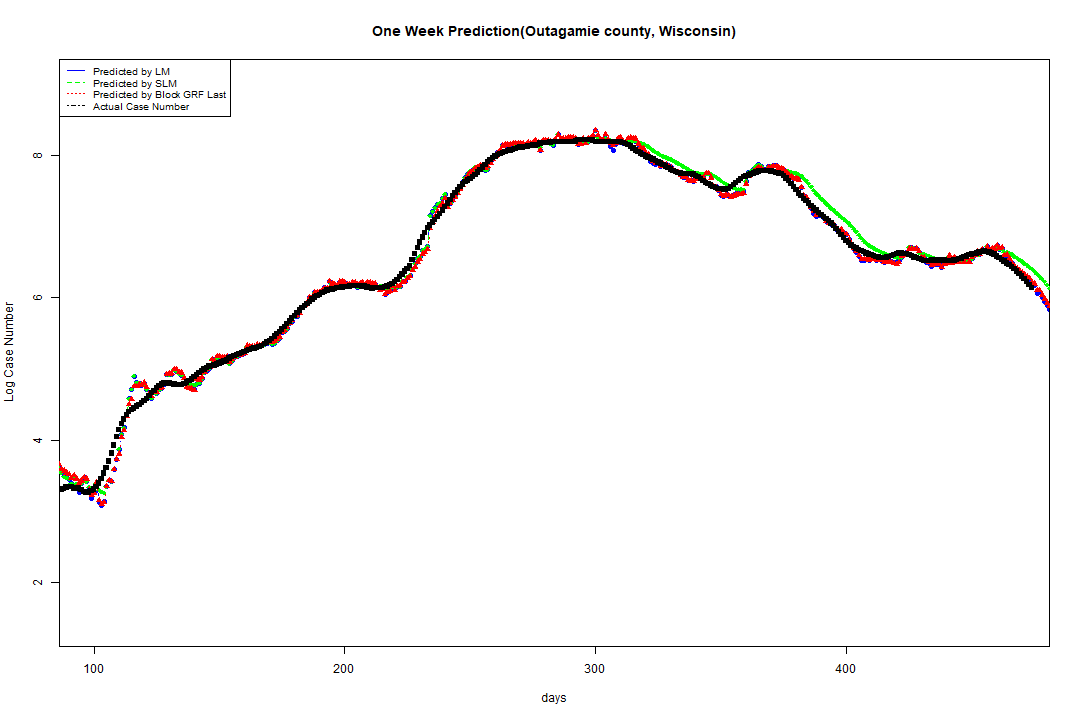 One Week Prediction(Outagamie county, Wisconsin)
Predicted by LM
Predicted by SLM
Predicted by Block GRF Last
Actual Case Number
8
6
4
2
Log Case Number
100 200 300 400
days